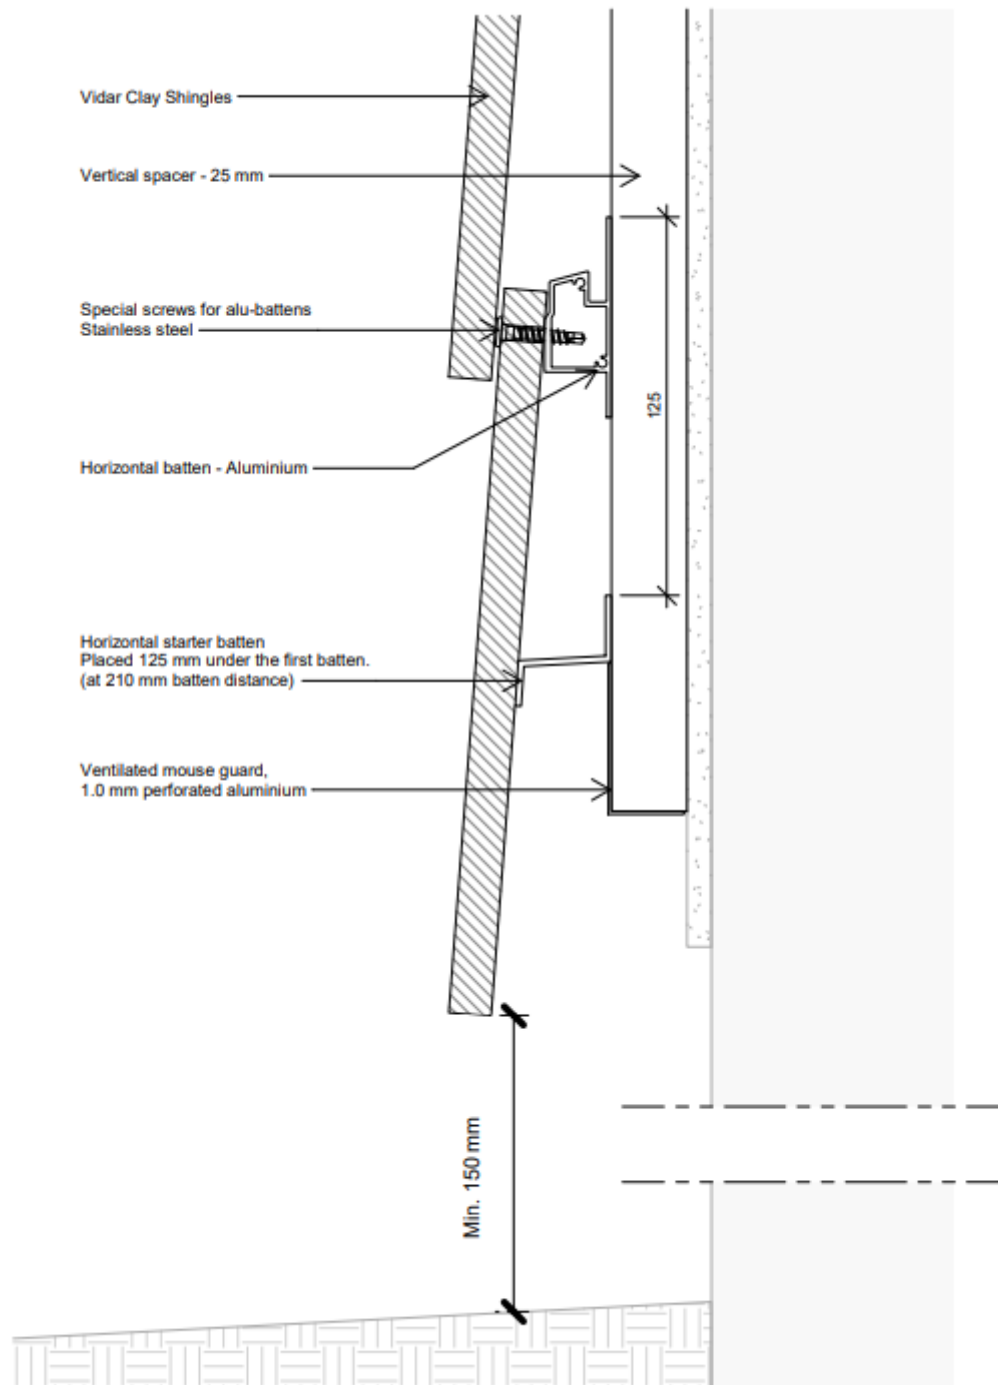 Vidar Clay Shingles
Vertical spacer - 25 mm
Special screws for alu-battens
Stainless steel
125
Horizontal batten - Aluminium
Horizontal starter batten
Placed 125 mm under the first batten.
(at 210 mm batten distance)
Ventilated mouse guard,
1.0 mm perforated aluminium
Min. 150 mm